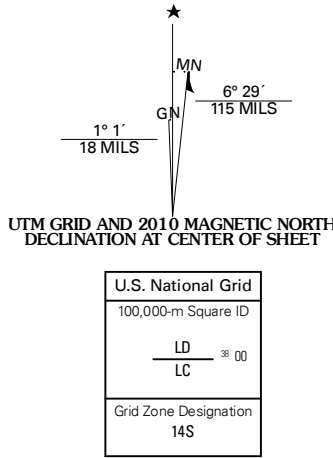 ★
MN
6° 29´
115 MILS
GN
1° 1´
18 MILS
UTM GRID AND 2010 MAGNETIC NORTH
DECLINATION AT CENTER OF SHEET
U.S. National Grid
100,000-m Square ID
LD
38 00
LC
Grid Zone Designation
14S